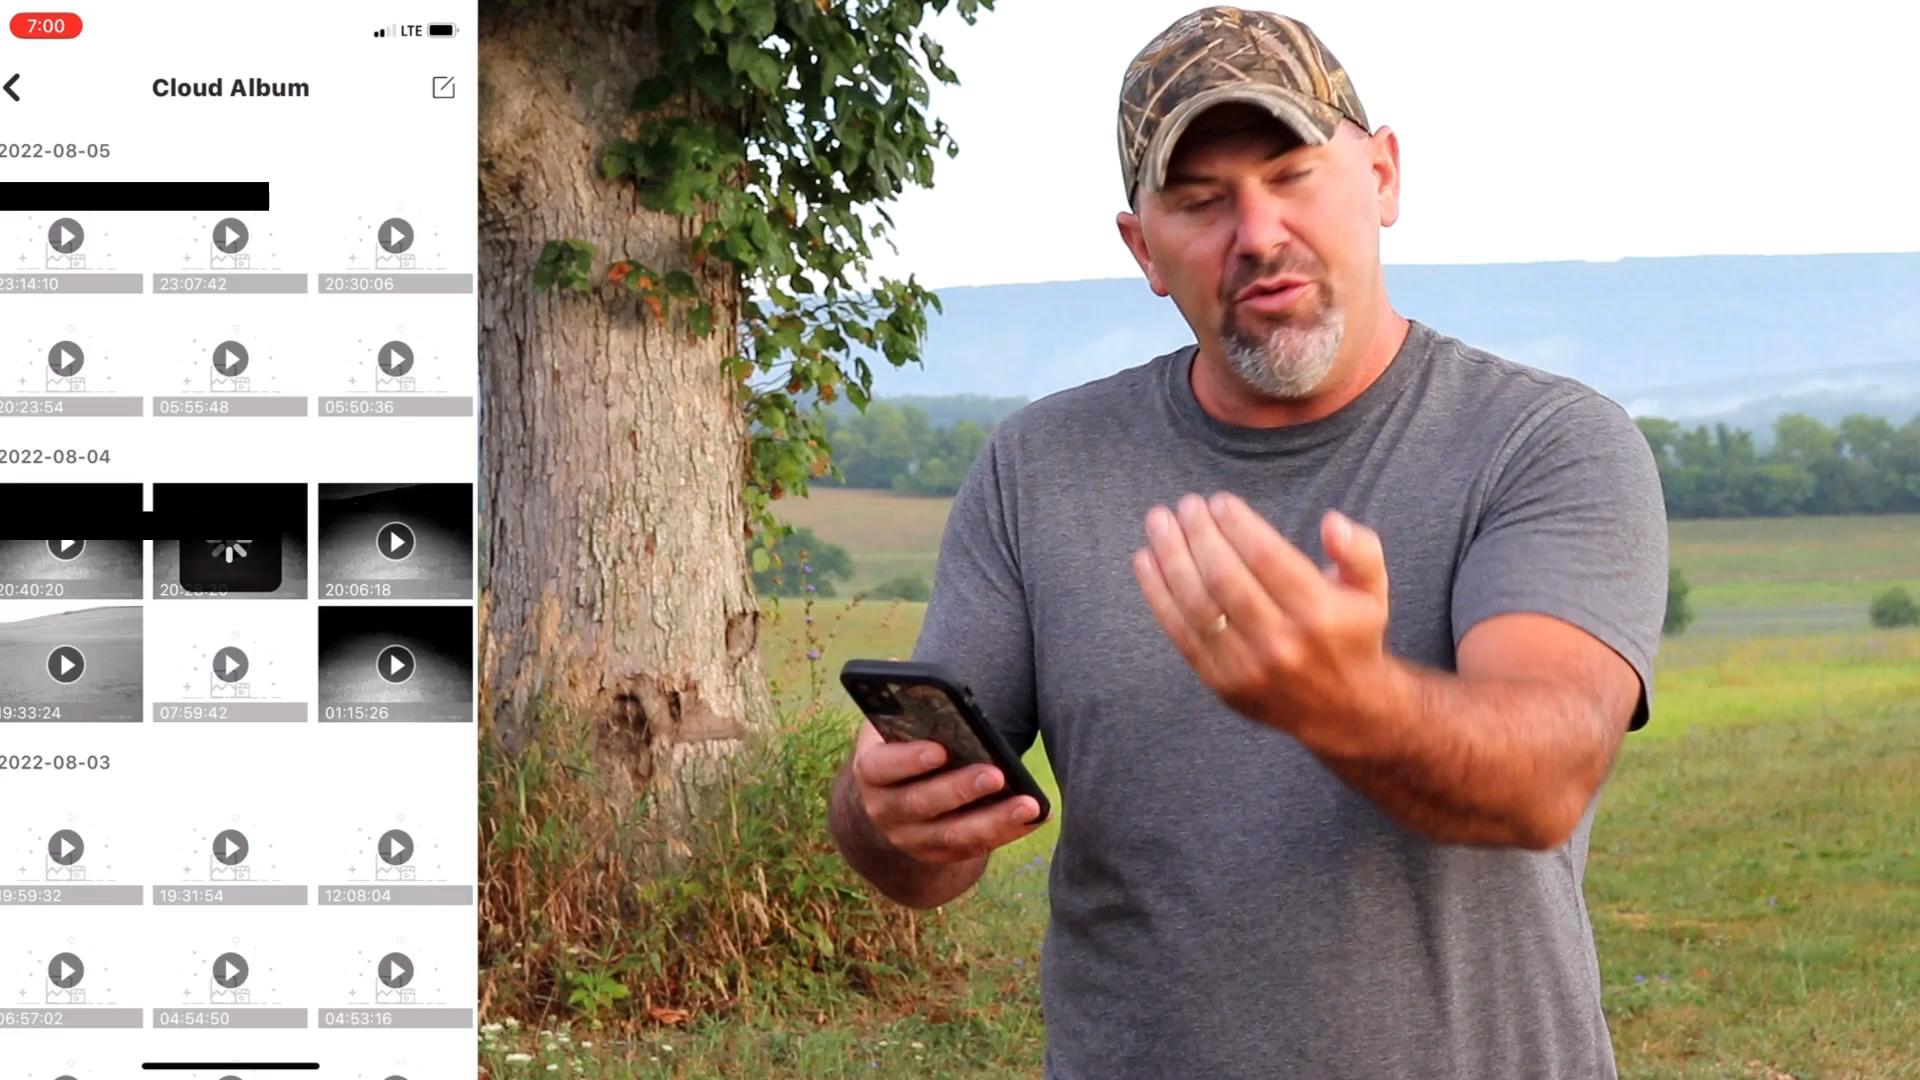 7:00 LTE
Cloud Album
2022-08-05
23:14:10 23:07:42 20:30:06
20:23:54 05:55:48 05:50:36
2022-08-04
20:40:20 20:28:20 20:06:18
19:33:24 07:59:42 01:15:26
2022-08-03
19:59:32 19:31:54 12:08:04
06:57:02 04:54:50 04:53:16